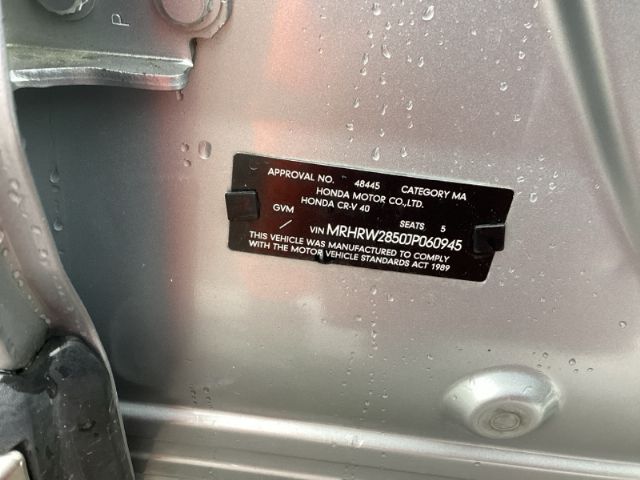 P
APPROVAL NO. 48445 CATEGORY MA
HONDA MOTOR CO.,LTD.
HONDA CR-V 40
GVM / SEATS 5
VIN MRHRW2850JP060945
THIS VEHICLE WAS MANUFACTURED TO COMPLY
WITH THE MOTOR VEHICLE STANDARDS ACT 1989